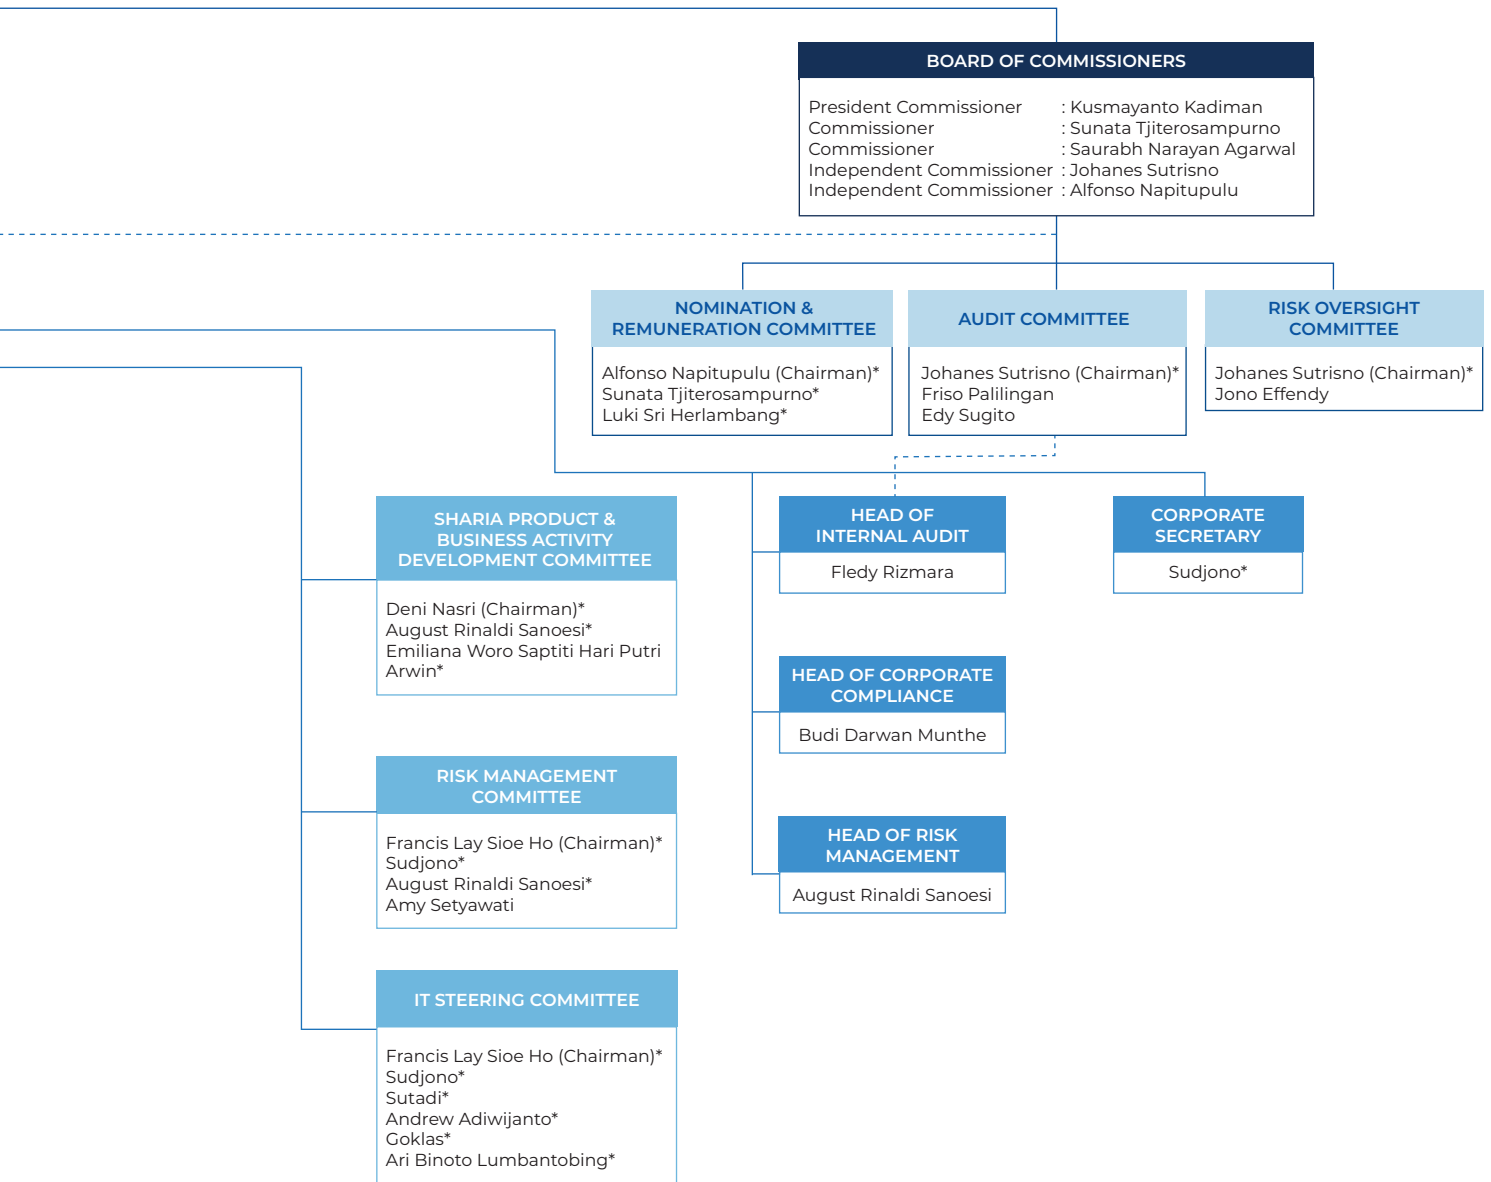 BOARD OF COMMISSIONERS
President Commissioner : Kusmayanto Kadiman
Commissioner : Sunata Tjiterosampurno
Commissioner : Saurabh Narayan Agarwal
Independent Commissioner : Johanes Sutrisno
Independent Commissioner : Alfonso Napitupulu
NOMINATION &
REMUNERATION COMMITTEE
Alfonso Napitupulu (Chairman)*
Sunata Tjiterosampurno*
Luki Sri Herlambang*
AUDIT COMMITTEE
Johanes Sutrisno (Chairman)*
Friso Palilingan
Edy Sugito
RISK OVERSIGHT
COMMITTEE
Johanes Sutrisno (Chairman)*
Jono Effendy
SHARIA PRODUCT &
BUSINESS ACTIVITY
DEVELOPMENT COMMITTEE
Deni Nasri (Chairman)*
August Rinaldi Sanoesi*
Emiliana Woro Saptiti Hari Putri
Arwin*
HEAD OF
INTERNAL AUDIT
Fledy Rizmara
CORPORATE
SECRETARY
Sudjono*
HEAD OF CORPORATE
COMPLIANCE
Budi Darwan Munthe
RISK MANAGEMENT
COMMITTEE
Francis Lay Sioe Ho (Chairman)*
Sudjono*
August Rinaldi Sanoesi*
Amy Setyawati
HEAD OF RISK
MANAGEMENT
August Rinaldi Sanoesi
IT STEERING COMMITTEE
Francis Lay Sioe Ho (Chairman)*
Sudjono*
Sutadi*
Andrew Adiwijanto*
Goklas*
Ari Binoto Lumbantobing*